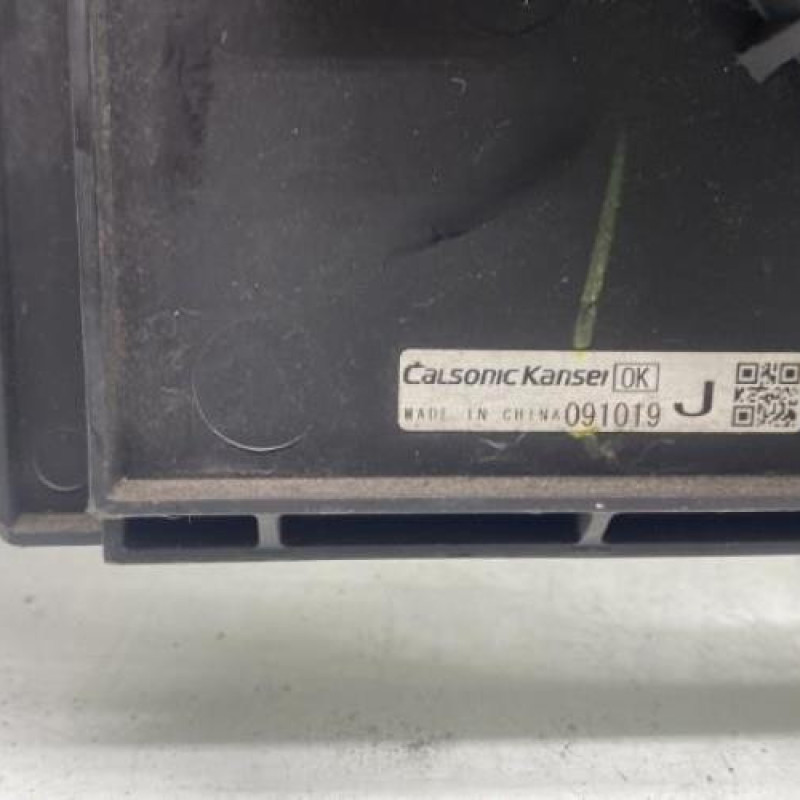 CALSONIC Kansei OK
MADE IN CHINA 091019 J